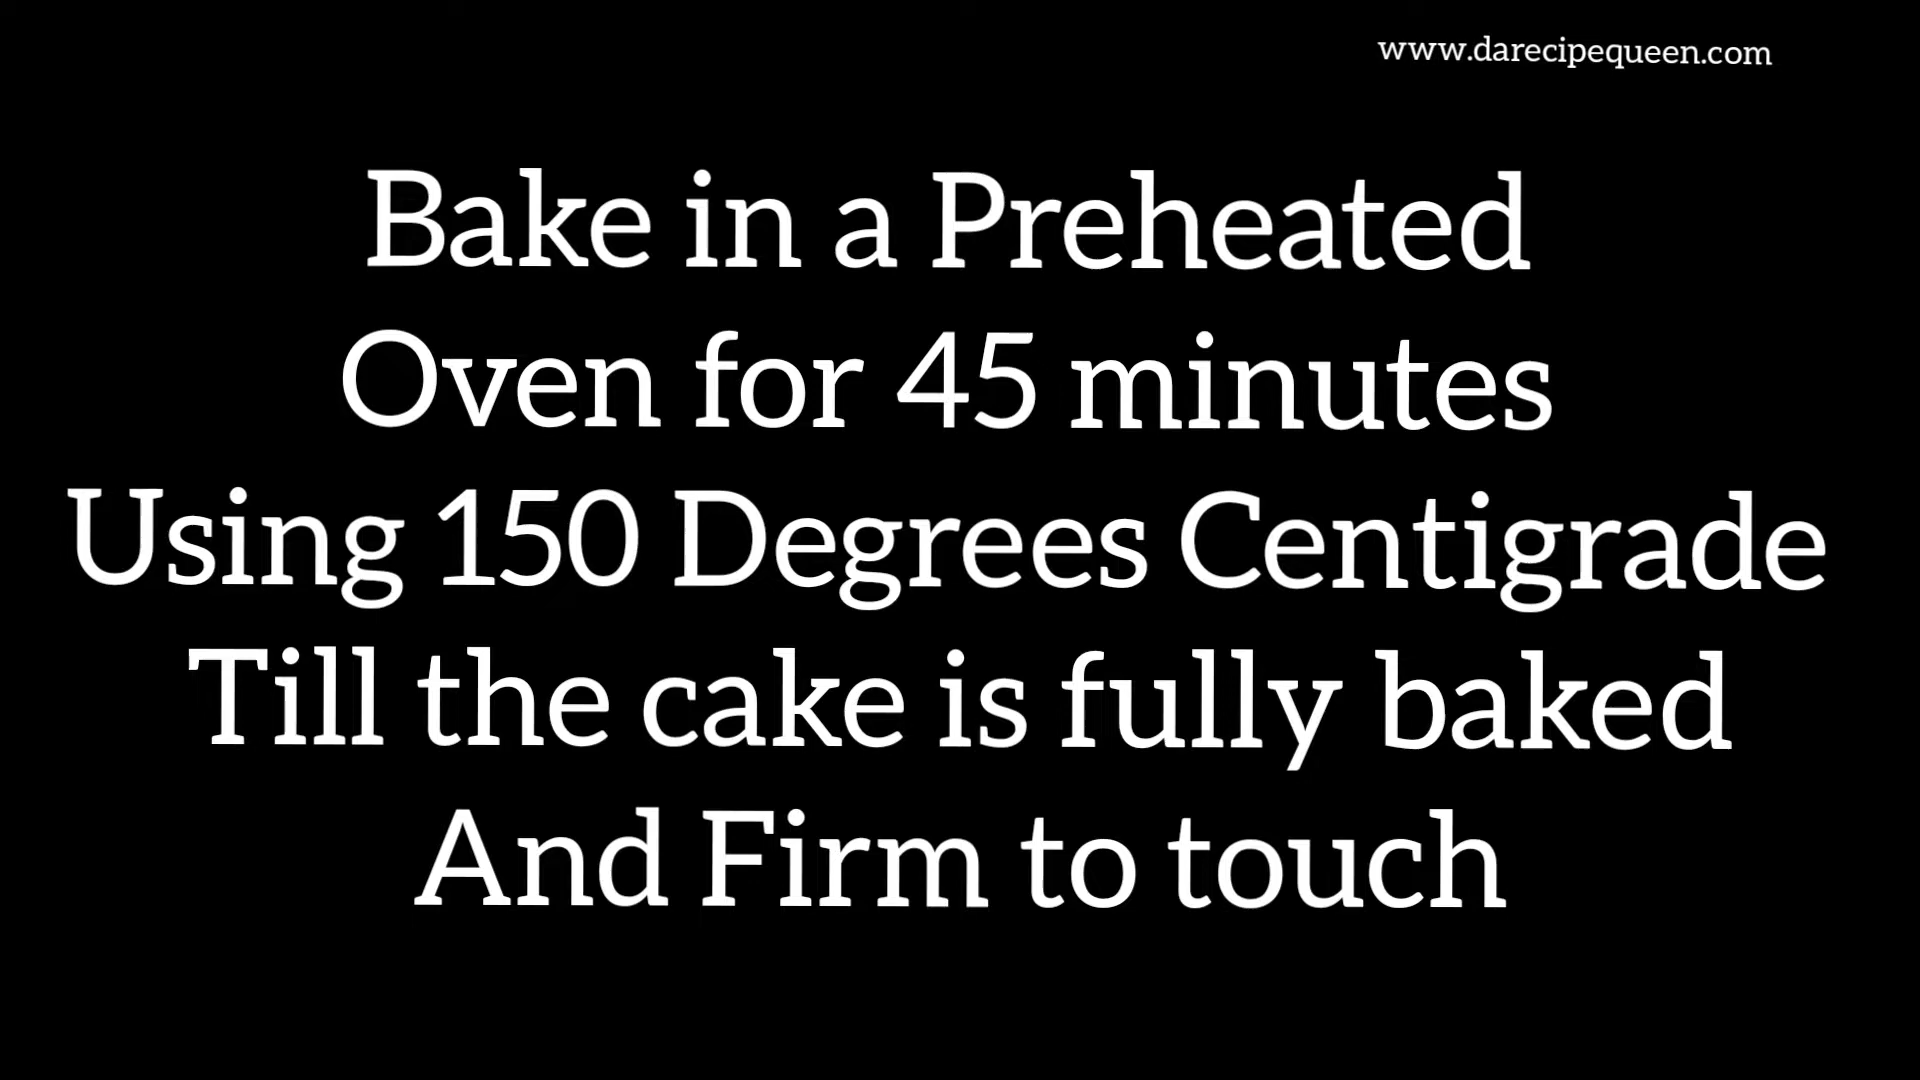 www.darecipequeen.com
Bake in a Preheated
Oven for 45 minutes
Using 150 Degrees Centigrade
Till the cake is fully baked
And Firm to touch